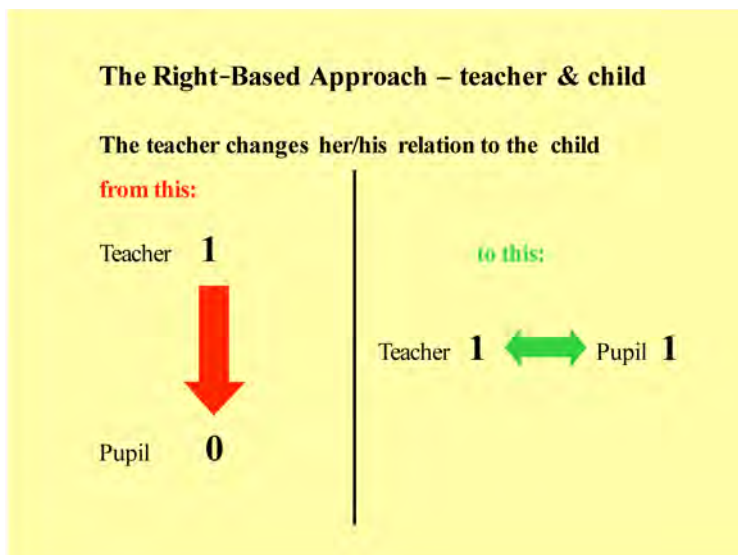 The Right-Based Approach – teacher & child
The teacher changes her/his relation to the child
from this:
Teacher 1
Pupil 0
to this:
Teacher 1 Pupil 1